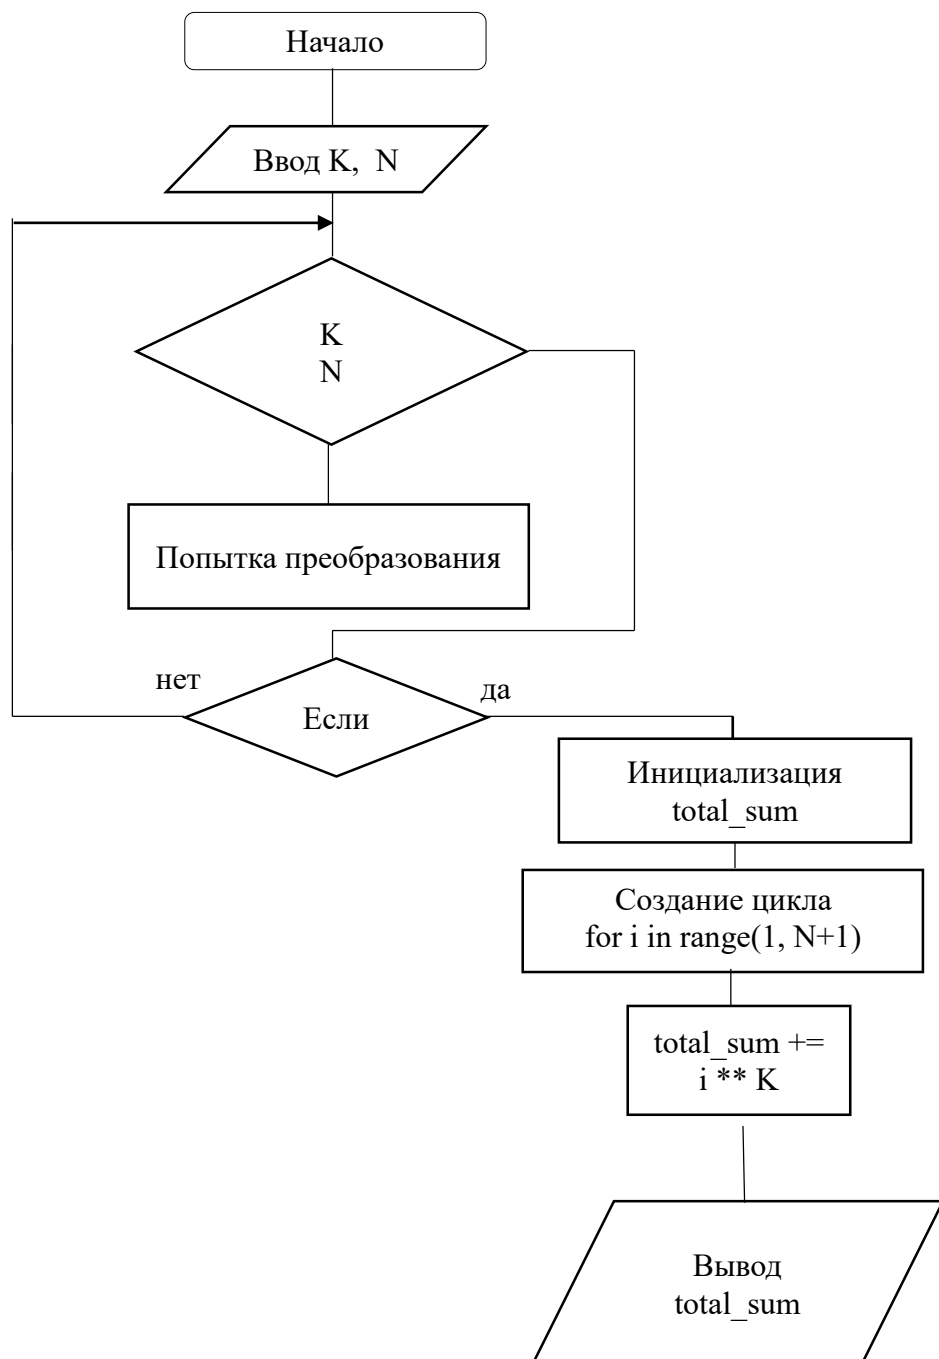 Начало
Ввод K, N
K
N
Попытка преобразования
нет
да
Если
Инициализация
total_sum
Создание цикла
for i in range(1, N+1)
total_sum +=
i ** K
Вывод
total_sum